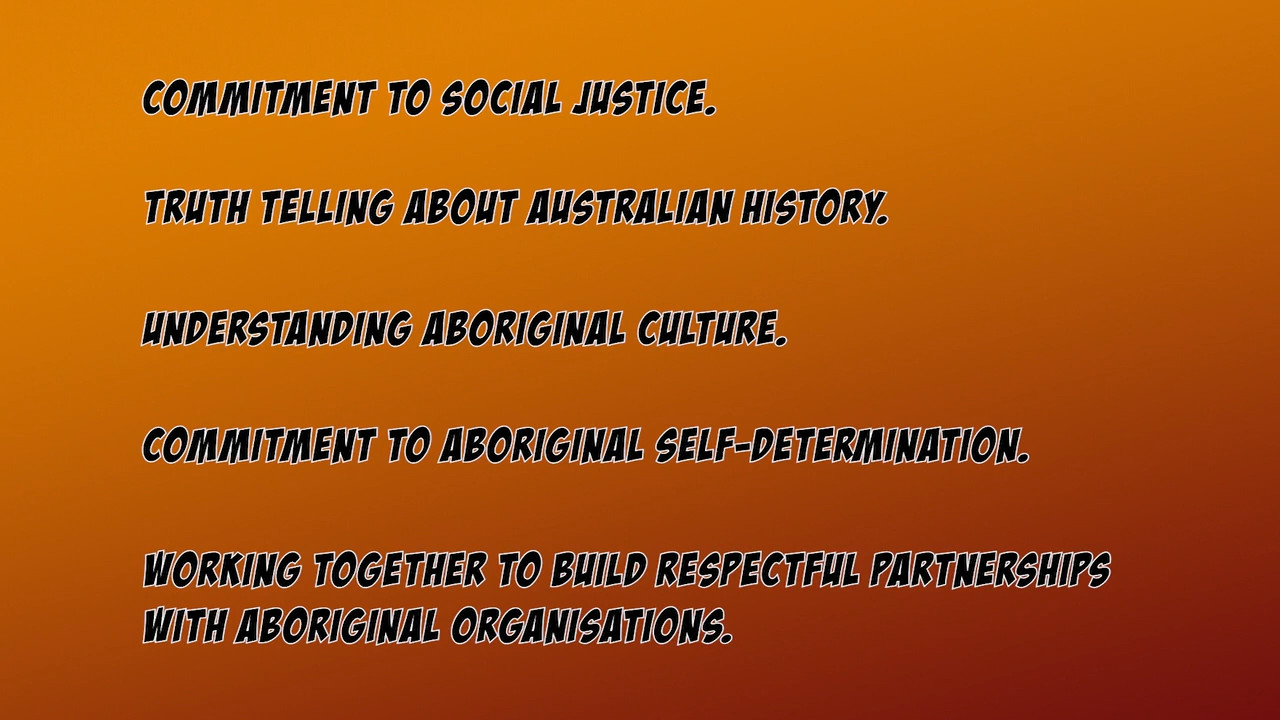 COMMITMENT TO SOCIAL JUSTICE.
TRUTH TELLING ABOUT AUSTRALIAN HISTORY.
UNDERSTANDING ABORIGINAL CULTURE.
COMMITMENT TO ABORIGINAL SELF-DETERMINATION.
WORKING TOGETHER TO BUILD RESPECTFUL PARTNERSHIPS
WITH ABORIGINAL ORGANISATIONS.